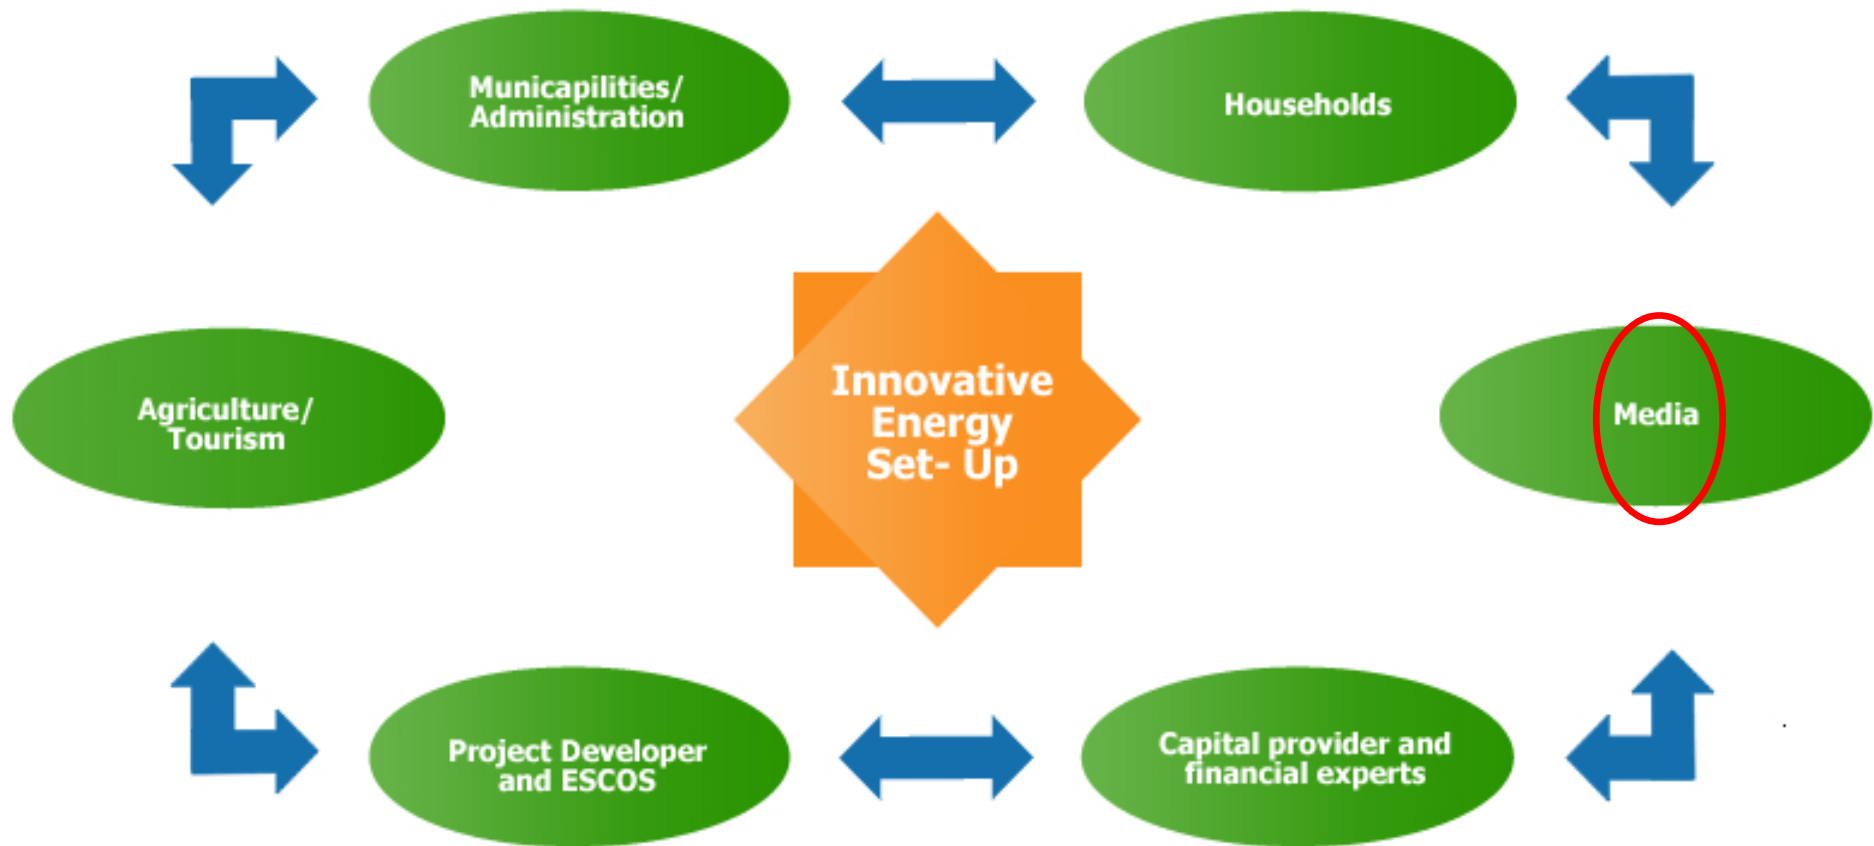 Municapilities/
Administration
Households
Innovative
Energy
Set- Up
Agriculture/
Tourism
Media
Project Developer
and ESCOS
Capital provider and
financial experts